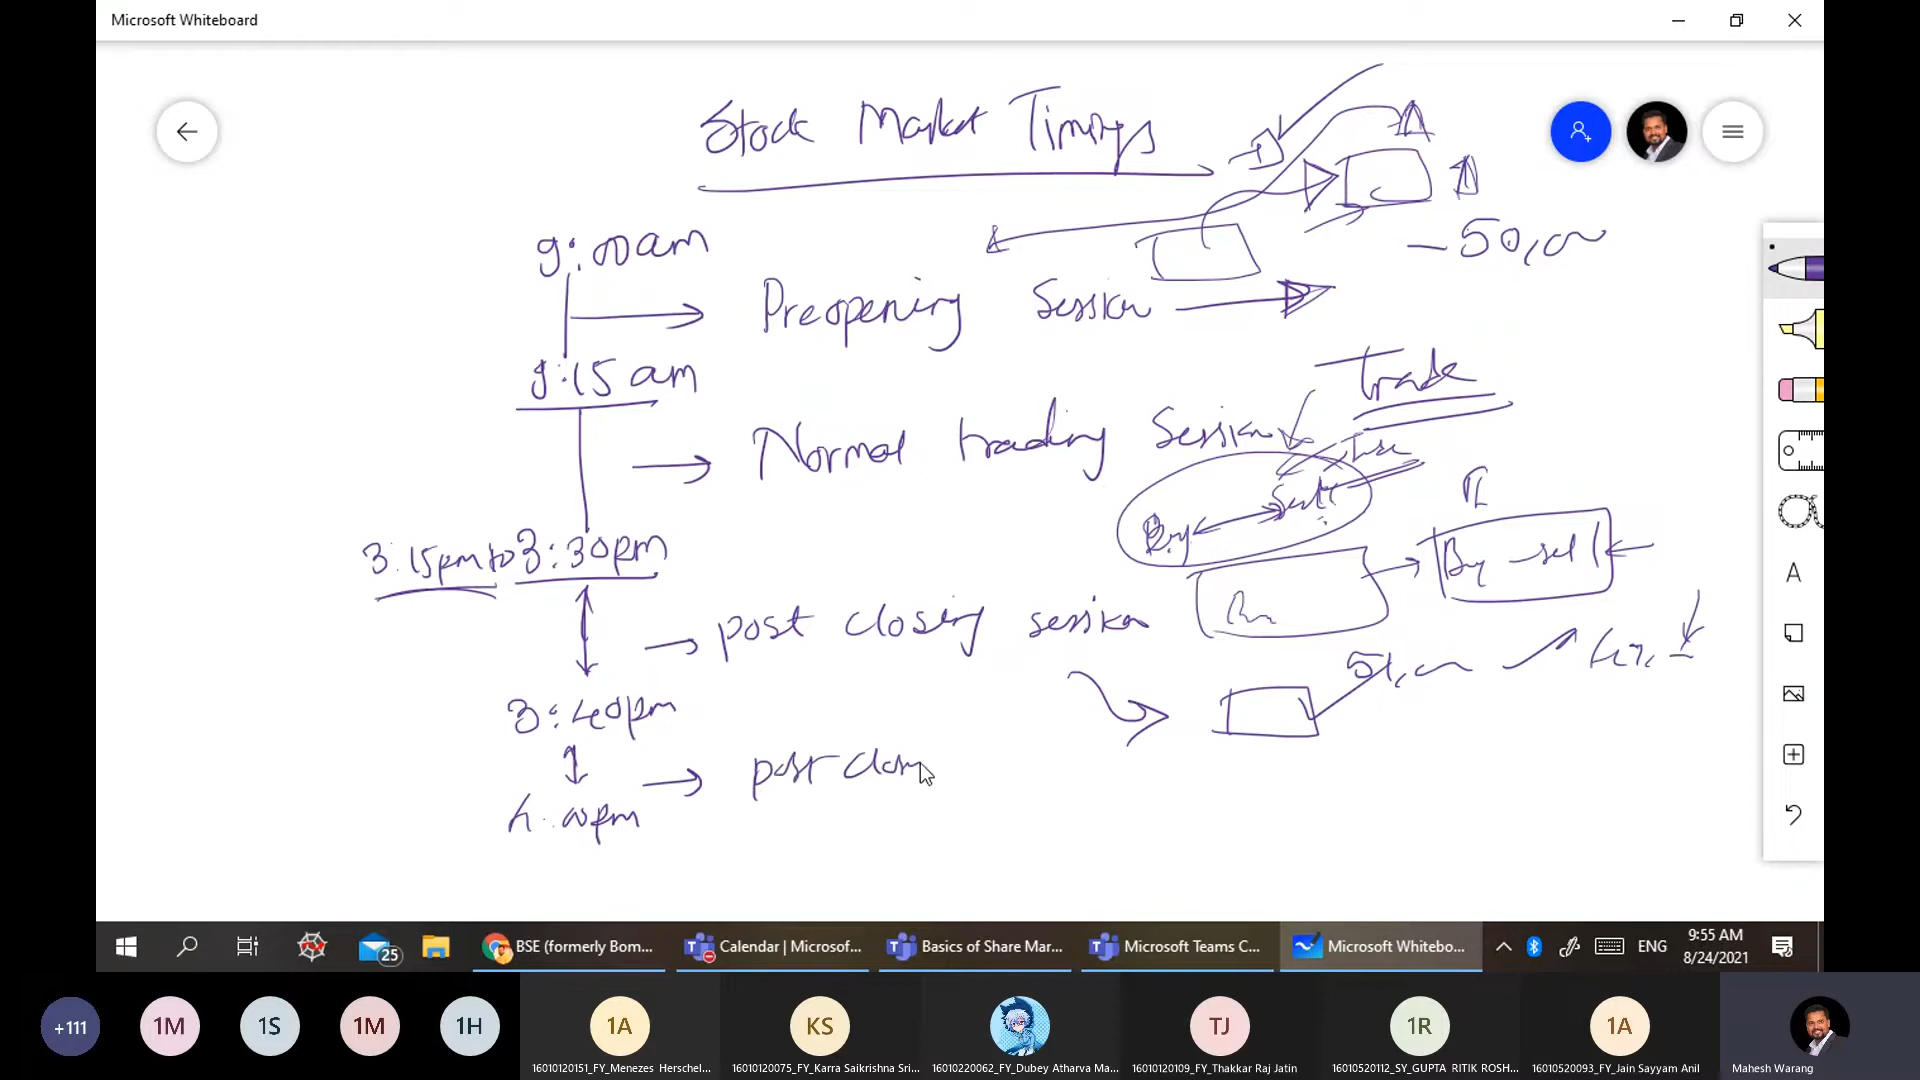 Microsoft Whiteboard
Stock Market Timings
9:00am
Preopening Session
- 50,00
9:15 am
Trade
Normal trading Session
Buy
3:15pm to 3:30pm
Buy - sell
post closing session
3:40pm
post closing
4:00pm
A
25
BSE (formerly Bom...
Calendar | Microsof...
Basics of Share Mar...
Microsoft Teams C...
Microsoft Whitebo...
ENG
9:55 AM
8/24/2021
+111
1M
1S
1M
1H
1A
KS
TJ
1R
1A
16010120151_FY_Menezes Herschel...
16010120075_FY_Karra Saikrishna Sri...
16010220062_FY_Dubey Atharva Ma...
16010120109_FY_Thakkar Raj Jatin
16010520112_SY_GUPTA RITIK ROSH...
16010520093_FY_Jain Sayyam Anil
Mahesh Warang